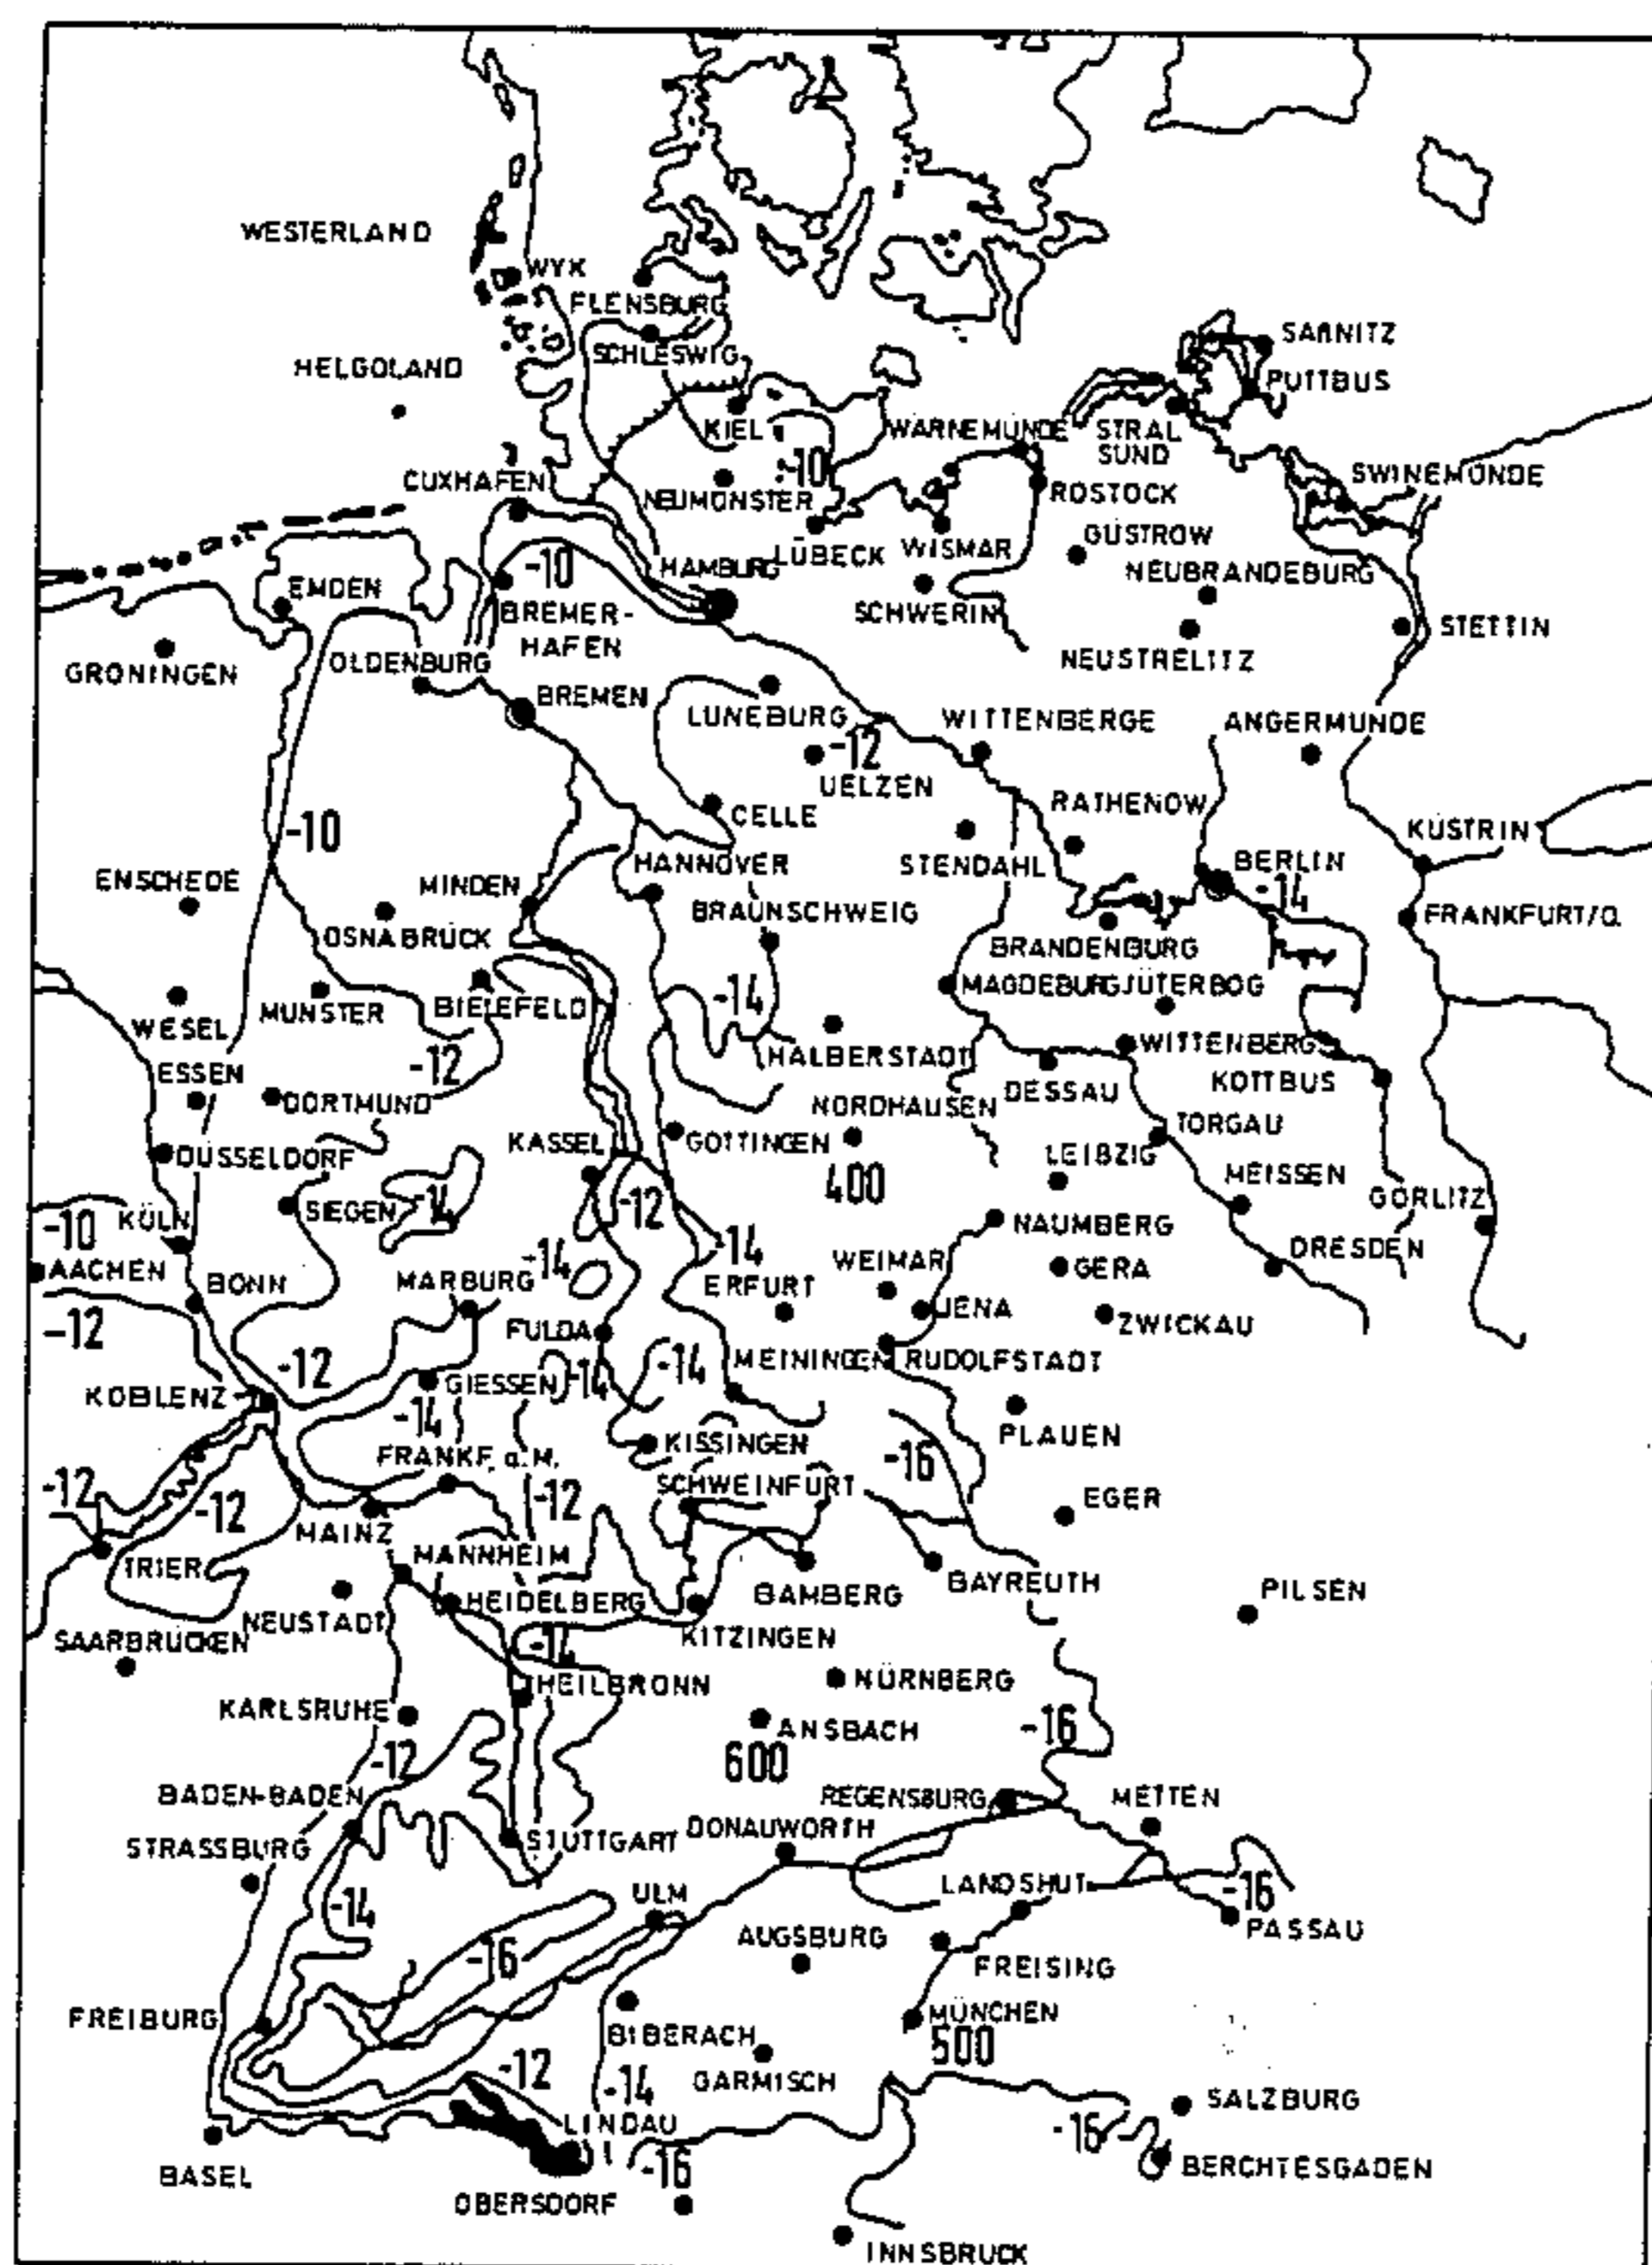 WESTERLAND
WYK
FLENSBURG
SCHLESWIG
SAßNITZ
HELGOLAND
PUTTBUS
KIEL
WARNEMÜNDE
STRAL
SUND
-10
CUXHAFEN
NEUMÜNSTER
ROSTOCK
SWINEMÜNDE
LÜBECK
WISMAR
GÜSTROW
-10
HAMBURG
NEUBRANDEBURG
EMDEN
BREMER-
HAFEN
SCHWERIN
STETTIN
GRONINGEN
OLDENBURG
NEUSTRELITZ
BREMEN
LUNEBURG
WITTENBERGE
ANGERMUNDE
-12
UELZEN
CELLE
RATHENOW
-10
KÜSTRIN
STENDAHL
HANNOVER
BERLIN
ENSCHEDE
MINDEN
-14
BRAUNSCHWEIG
FRANKFURT/O.
OSNABRÜCK
BRANDENBURG
MAGDEBURG
JÜTERBOG
-14
WESEL
MUNSTER
BIELEFELD
HALBERSTADT
WITTENBERG
ESSEN
-12
DESSAU
KOTTBUS
DORTMUND
NORDHAUSEN
TORGAU
KASSEL
GÖTTINGEN
DÜSSELDORF
LEIBZIG
MEISSEN
400
GÖRLITZ
SIEGEN
-14
-12
-10
KÖLN
NAUMBERG
DRESDEN
-14
-14
AACHEN
BONN
MARBURG
ERFURT
WEIMAR
GERA
JENA
ZWICKAU
-12
FULDA
-12
-14
-14
MEININGEN
RUDOLFSTADT
KOBLENZ
GIESSEN
-14
PLAUEN
KISSINGEN
FRANKF. a.M.
-16
-12
-12
-12
SCHWEINFURT
EGER
MAINZ
TRIER
MANNHEIM
BAMBERG
BAYREUTH
PILSEN
NEUSTADT
HEIDELBERG
SAARBRÜCKEN
KITZINGEN
-14
HEILBRONN
NÜRNBERG
KARLSRUHE
ANSBACH
-16
-12
600
BADEN-BADEN
REGENSBURG
METTEN
STRASSBURG
STUTTGART
DONAUWÖRTH
LANDSHUT
-14
ULM
-16
PASSAU
AUGSBURG
-16
FREISING
FREIBURG
MÜNCHEN
BIBERACH
500
-12
-14
GARMISCH
SALZBURG
LINDAU
-16
BASEL
-16
BERCHTESGADEN
OBERSDORF
INNSBRUCK